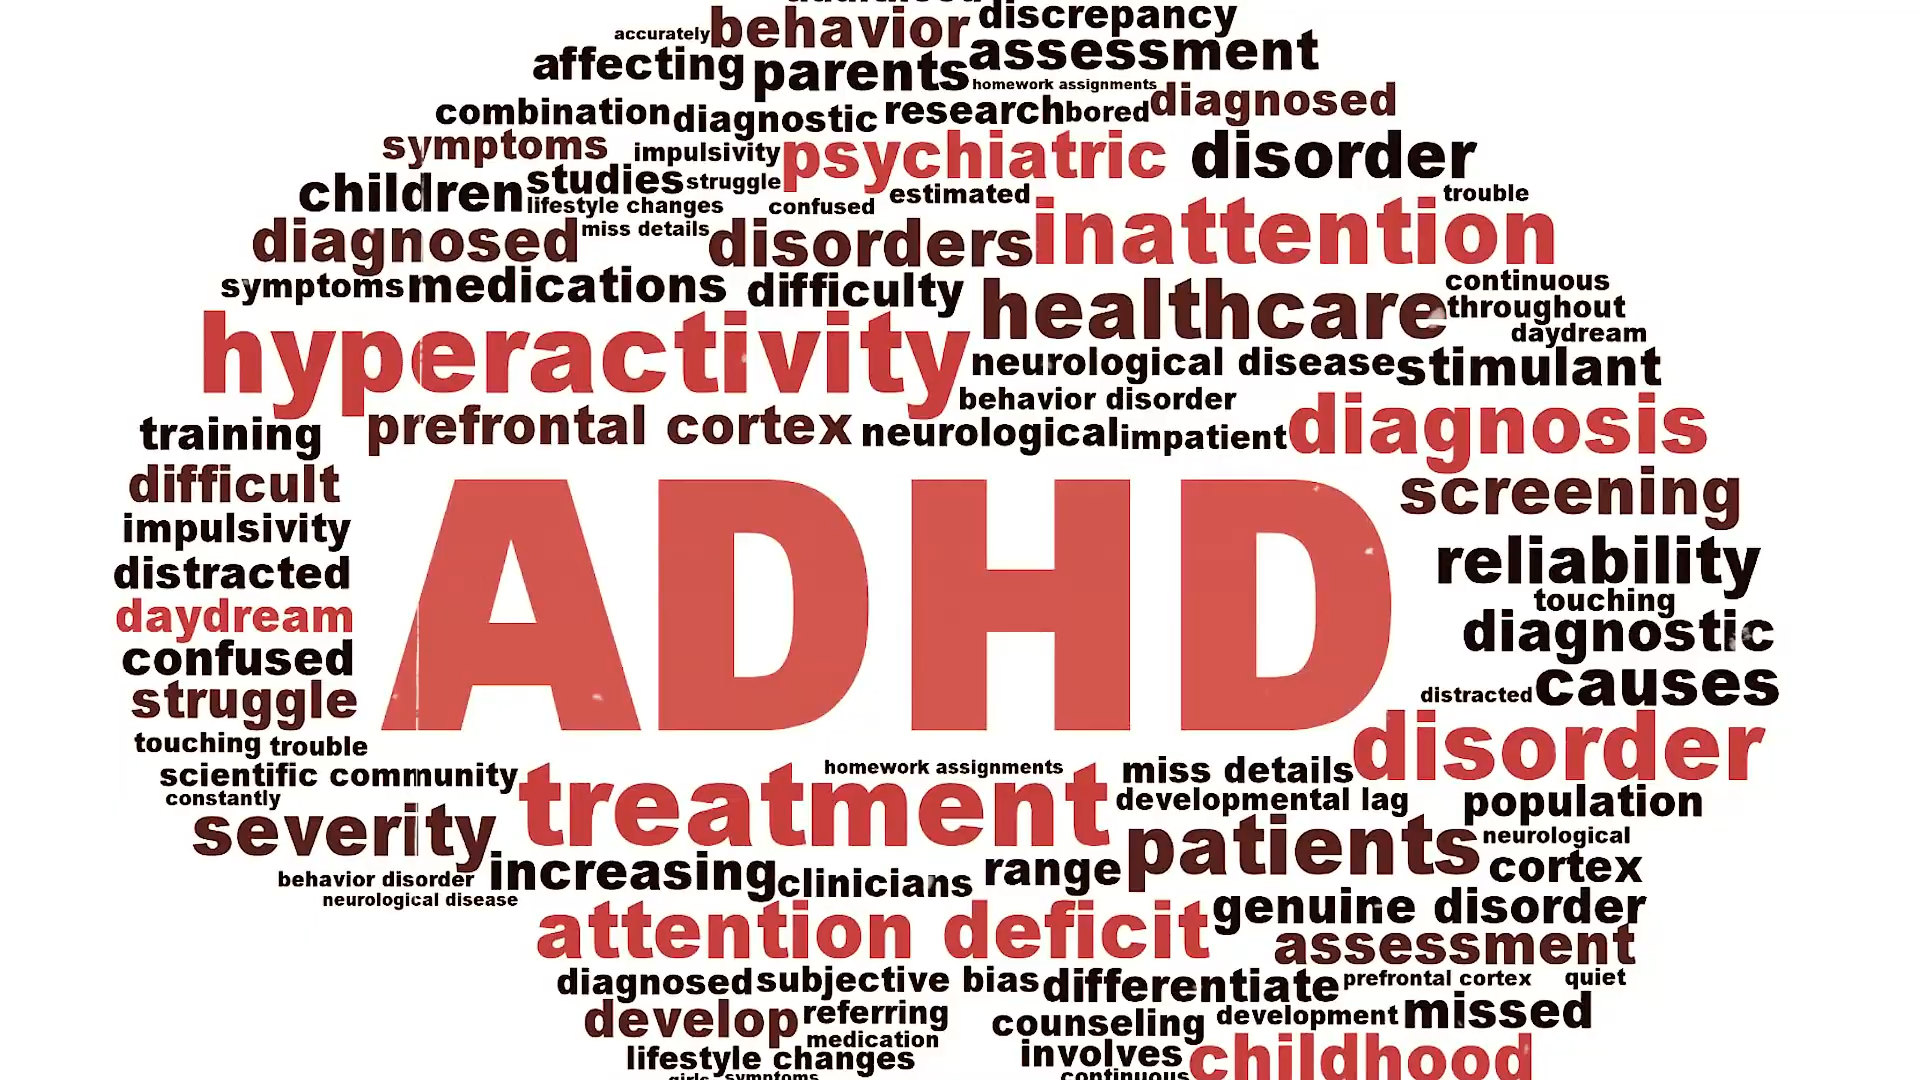 behavior discrepancy
accurately
affecting parents assessment
homework assignments
combination diagnostic research bored diagnosed
symptoms impulsivity psychiatric disorder
children studies struggle estimated trouble
lifestyle changes confused
diagnosed miss details disorders inattention
symptoms medications difficulty healthcare continuous
throughout
daydream
hyperactivity neurological disease stimulant
behavior disorder
training prefrontal cortex neurological impatient diagnosis
difficult screening
impulsivity
distracted reliability
daydream ADHD touching
confused diagnostic
struggle distracted causes
touching trouble disorder
scientific community homework assignments miss details
constantly treatment developmental lag population
severity patients neurological
increasing clinicians range cortex
behavior disorder
neurological disease
attention deficit genuine disorder
assessment
diagnosed subjective bias differentiate prefrontal cortex quiet
develop referring counseling development missed
medication
lifestyle changes involves childhood
girls symptoms continuous